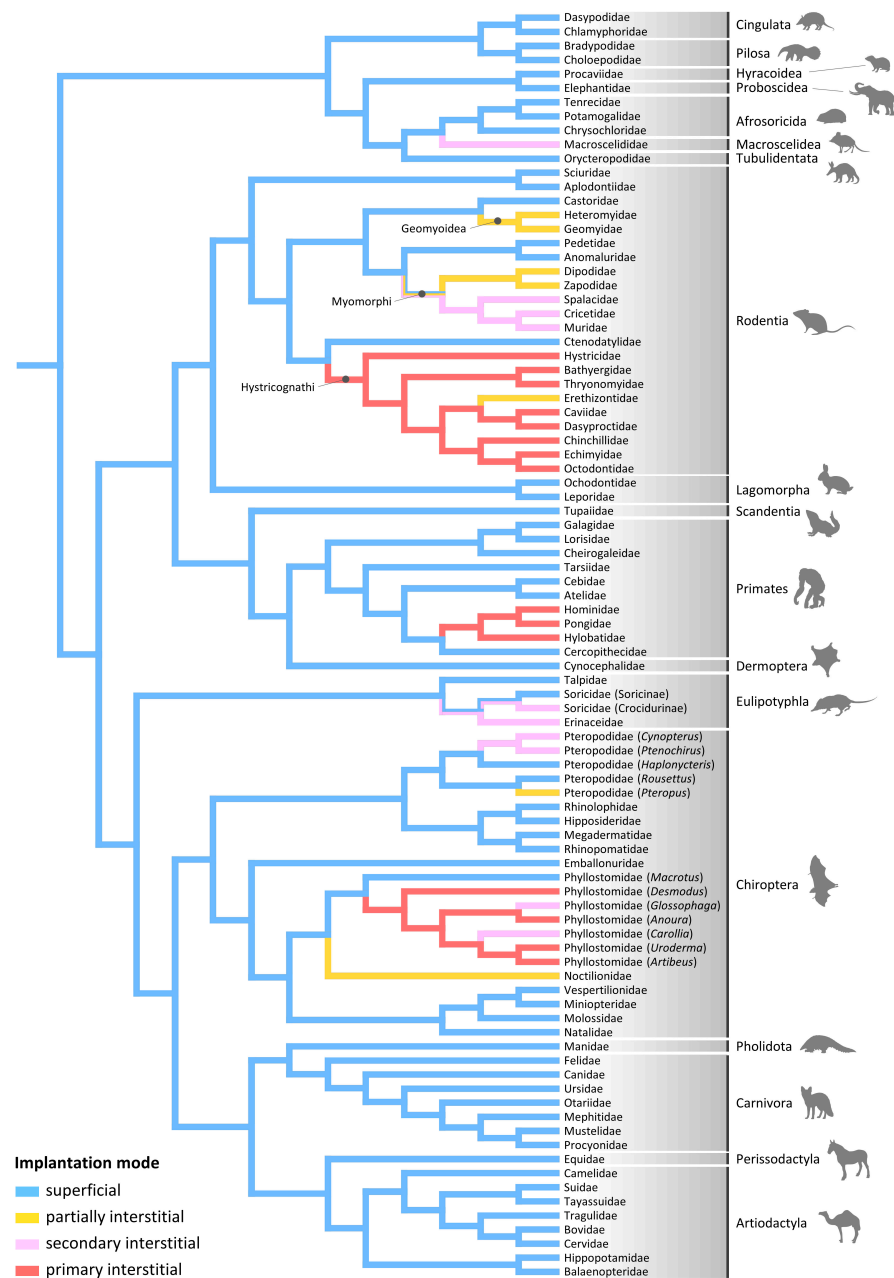 Dasypodidae
Chlamyphoridae
Cingulata
Bradypodidae
Choloepodidae
Pilosa
Procaviidae
Hyracoidea
Elephantidae
Proboscidea
Tenrecidae
Potamogalidae
Chrysochloridae
Afrosoricida
Macroscelididae
Macroscelidea
Orycteropodidae
Tubulidentata
Sciuridae
Aplodontiidae
Castoridae
Heteromyidae
Geomyoidea
Geomyidae
Pedetidae
Anomaluridae
Dipodidae
Zapodidae
Myomorphi
Spalacidae
Cricetidae
Muridae
Rodentia
Ctenodatylidae
Hystricidae
Bathyergidae
Hystricognathi
Thryonomyidae
Erethizontidae
Caviidae
Dasyproctidae
Chinchillidae
Echimyidae
Octodontidae
Ochodontidae
Leporidae
Lagomorpha
Tupaiidae
Scandentia
Galagidae
Lorisidae
Cheirogaleidae
Tarsiidae
Cebidae
Atelidae
Primates
Hominidae
Pongidae
Hylobatidae
Cercopithecidae
Cynocephalidae
Dermoptera
Talpidae
Soricidae (Soricinae)
Soricidae (Crocidurinae)
Erinaceidae
Eulipotyphla
Pteropodidae (Cynopterus)
Pteropodidae (Ptenochirus)
Pteropodidae (Haplonycteris)
Pteropodidae (Rousettus)
Pteropodidae (Pteropus)
Rhinolophidae
Hipposideridae
Megadermatidae
Rhinopomatidae
Emballonuridae
Phyllostomidae (Macrotus)
Chiroptera
Phyllostomidae (Desmodus)
Phyllostomidae (Glossophaga)
Phyllostomidae (Anoura)
Phyllostomidae (Carollia)
Phyllostomidae (Uroderma)
Phyllostomidae (Artibeus)
Noctilionidae
Vespertilionidae
Miniopteridae
Molossidae
Natalidae
Manidae
Pholidota
Felidae
Canidae
Ursidae
Otariidae
Carnivora
Mephitidae
Mustelidae
Procyonidae
Equidae
Perissodactyla
Camelidae
Suidae
Tayassuidae
Tragulidae
Artiodactyla
Bovidae
Cervidae
Hippopotamidae
Balaenopteridae
Implantation mode
superficial
partially interstitial
secondary interstitial
primary interstitial